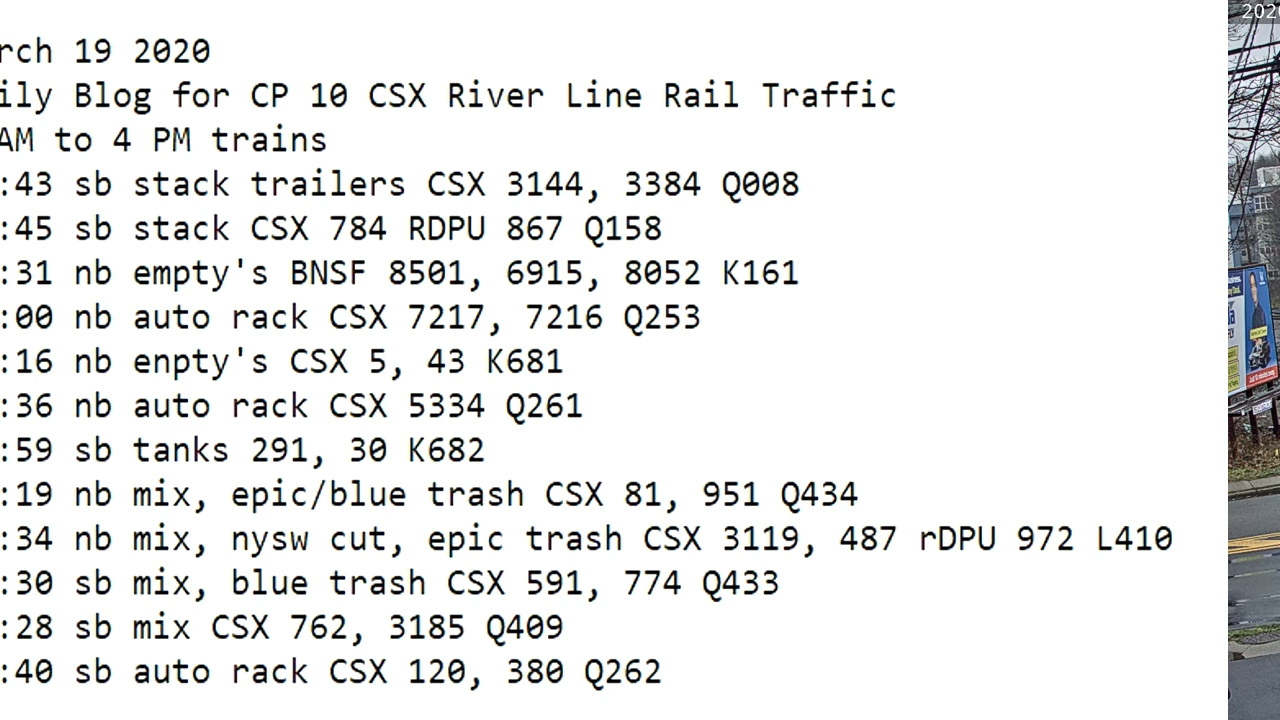 rch 19 2020
ily Blog for CP 10 CSX River Line Rail Traffic
AM to 4 PM trains
:43 sb stack trailers CSX 3144, 3384 Q008
:45 sb stack CSX 784 RDPU 867 Q158
:31 nb empty's BNSF 8501, 6915, 8052 K161
:00 nb auto rack CSX 7217, 7216 Q253
:16 nb enpty's CSX 5, 43 K681
:36 nb auto rack CSX 5334 Q261
:59 sb tanks 291, 30 K682
:19 nb mix, epic/blue trash CSX 81, 951 Q434
:34 nb mix, nysw cut, epic trash CSX 3119, 487 rDPU 972 L410
:30 sb mix, blue trash CSX 591, 774 Q433
:28 sb mix CSX 762, 3185 Q409
:40 sb auto rack CSX 120, 380 Q262
202